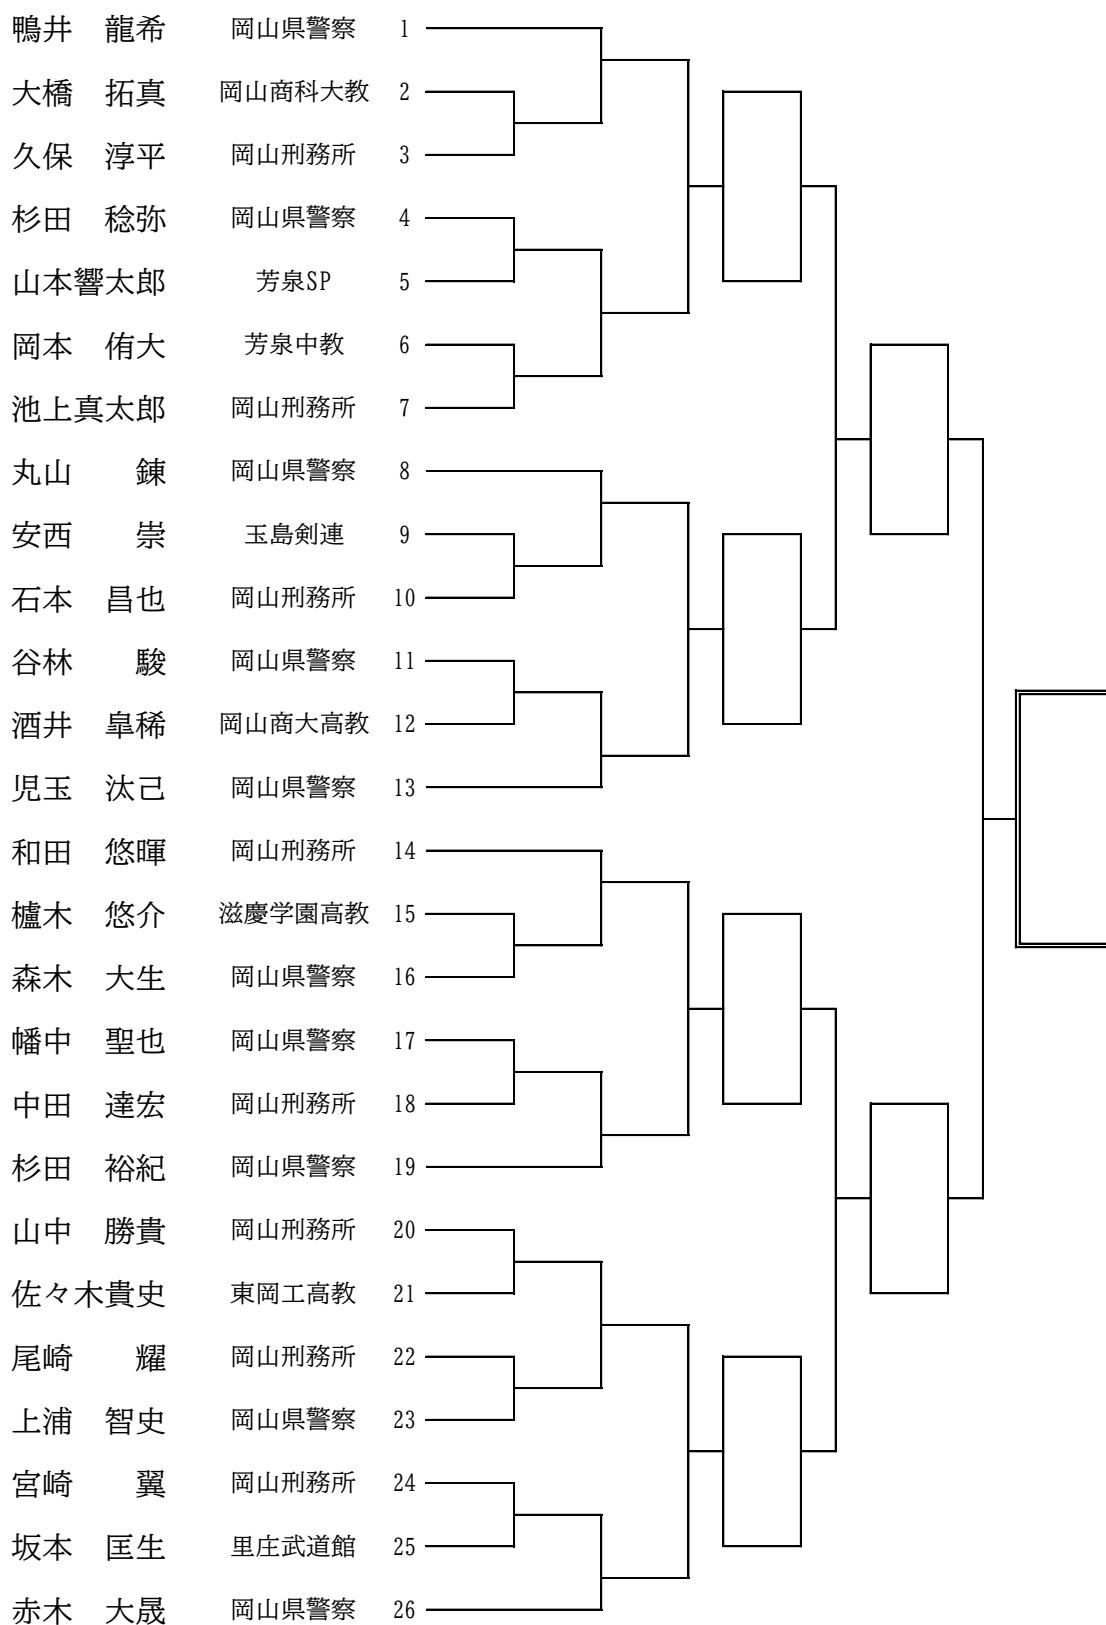 鴨井　龍希　岡山県警察　1
大橋　拓真　岡山商科大教　2
久保　淳平　岡山刑務所　3
杉田　稔弥　岡山県警察　4
山本響太郎　芳泉SP　5
岡本　侑大　芳泉中教　6
池上真太郎　岡山刑務所　7
丸山　錬　岡山県警察　8
安西　崇　玉島剣連　9
石本　昌也　岡山刑務所　10
谷林　駿　岡山県警察　11
酒井　皐稀　岡山商大高教　12
児玉　汰己　岡山県警察　13
和田　悠暉　岡山刑務所　14
櫨木　悠介　滋慶学園高教　15
森木　大生　岡山県警察　16
幡中　聖也　岡山県警察　17
中田　達宏　岡山刑務所　18
杉田　裕紀　岡山県警察　19
山中　勝貴　岡山刑務所　20
佐々木貴史　東岡工高教　21
尾崎　耀　岡山刑務所　22
上浦　智史　岡山県警察　23
宮崎　翼　岡山刑務所　24
坂本　匡生　里庄武道館　25
赤木　大晟　岡山県警察　26